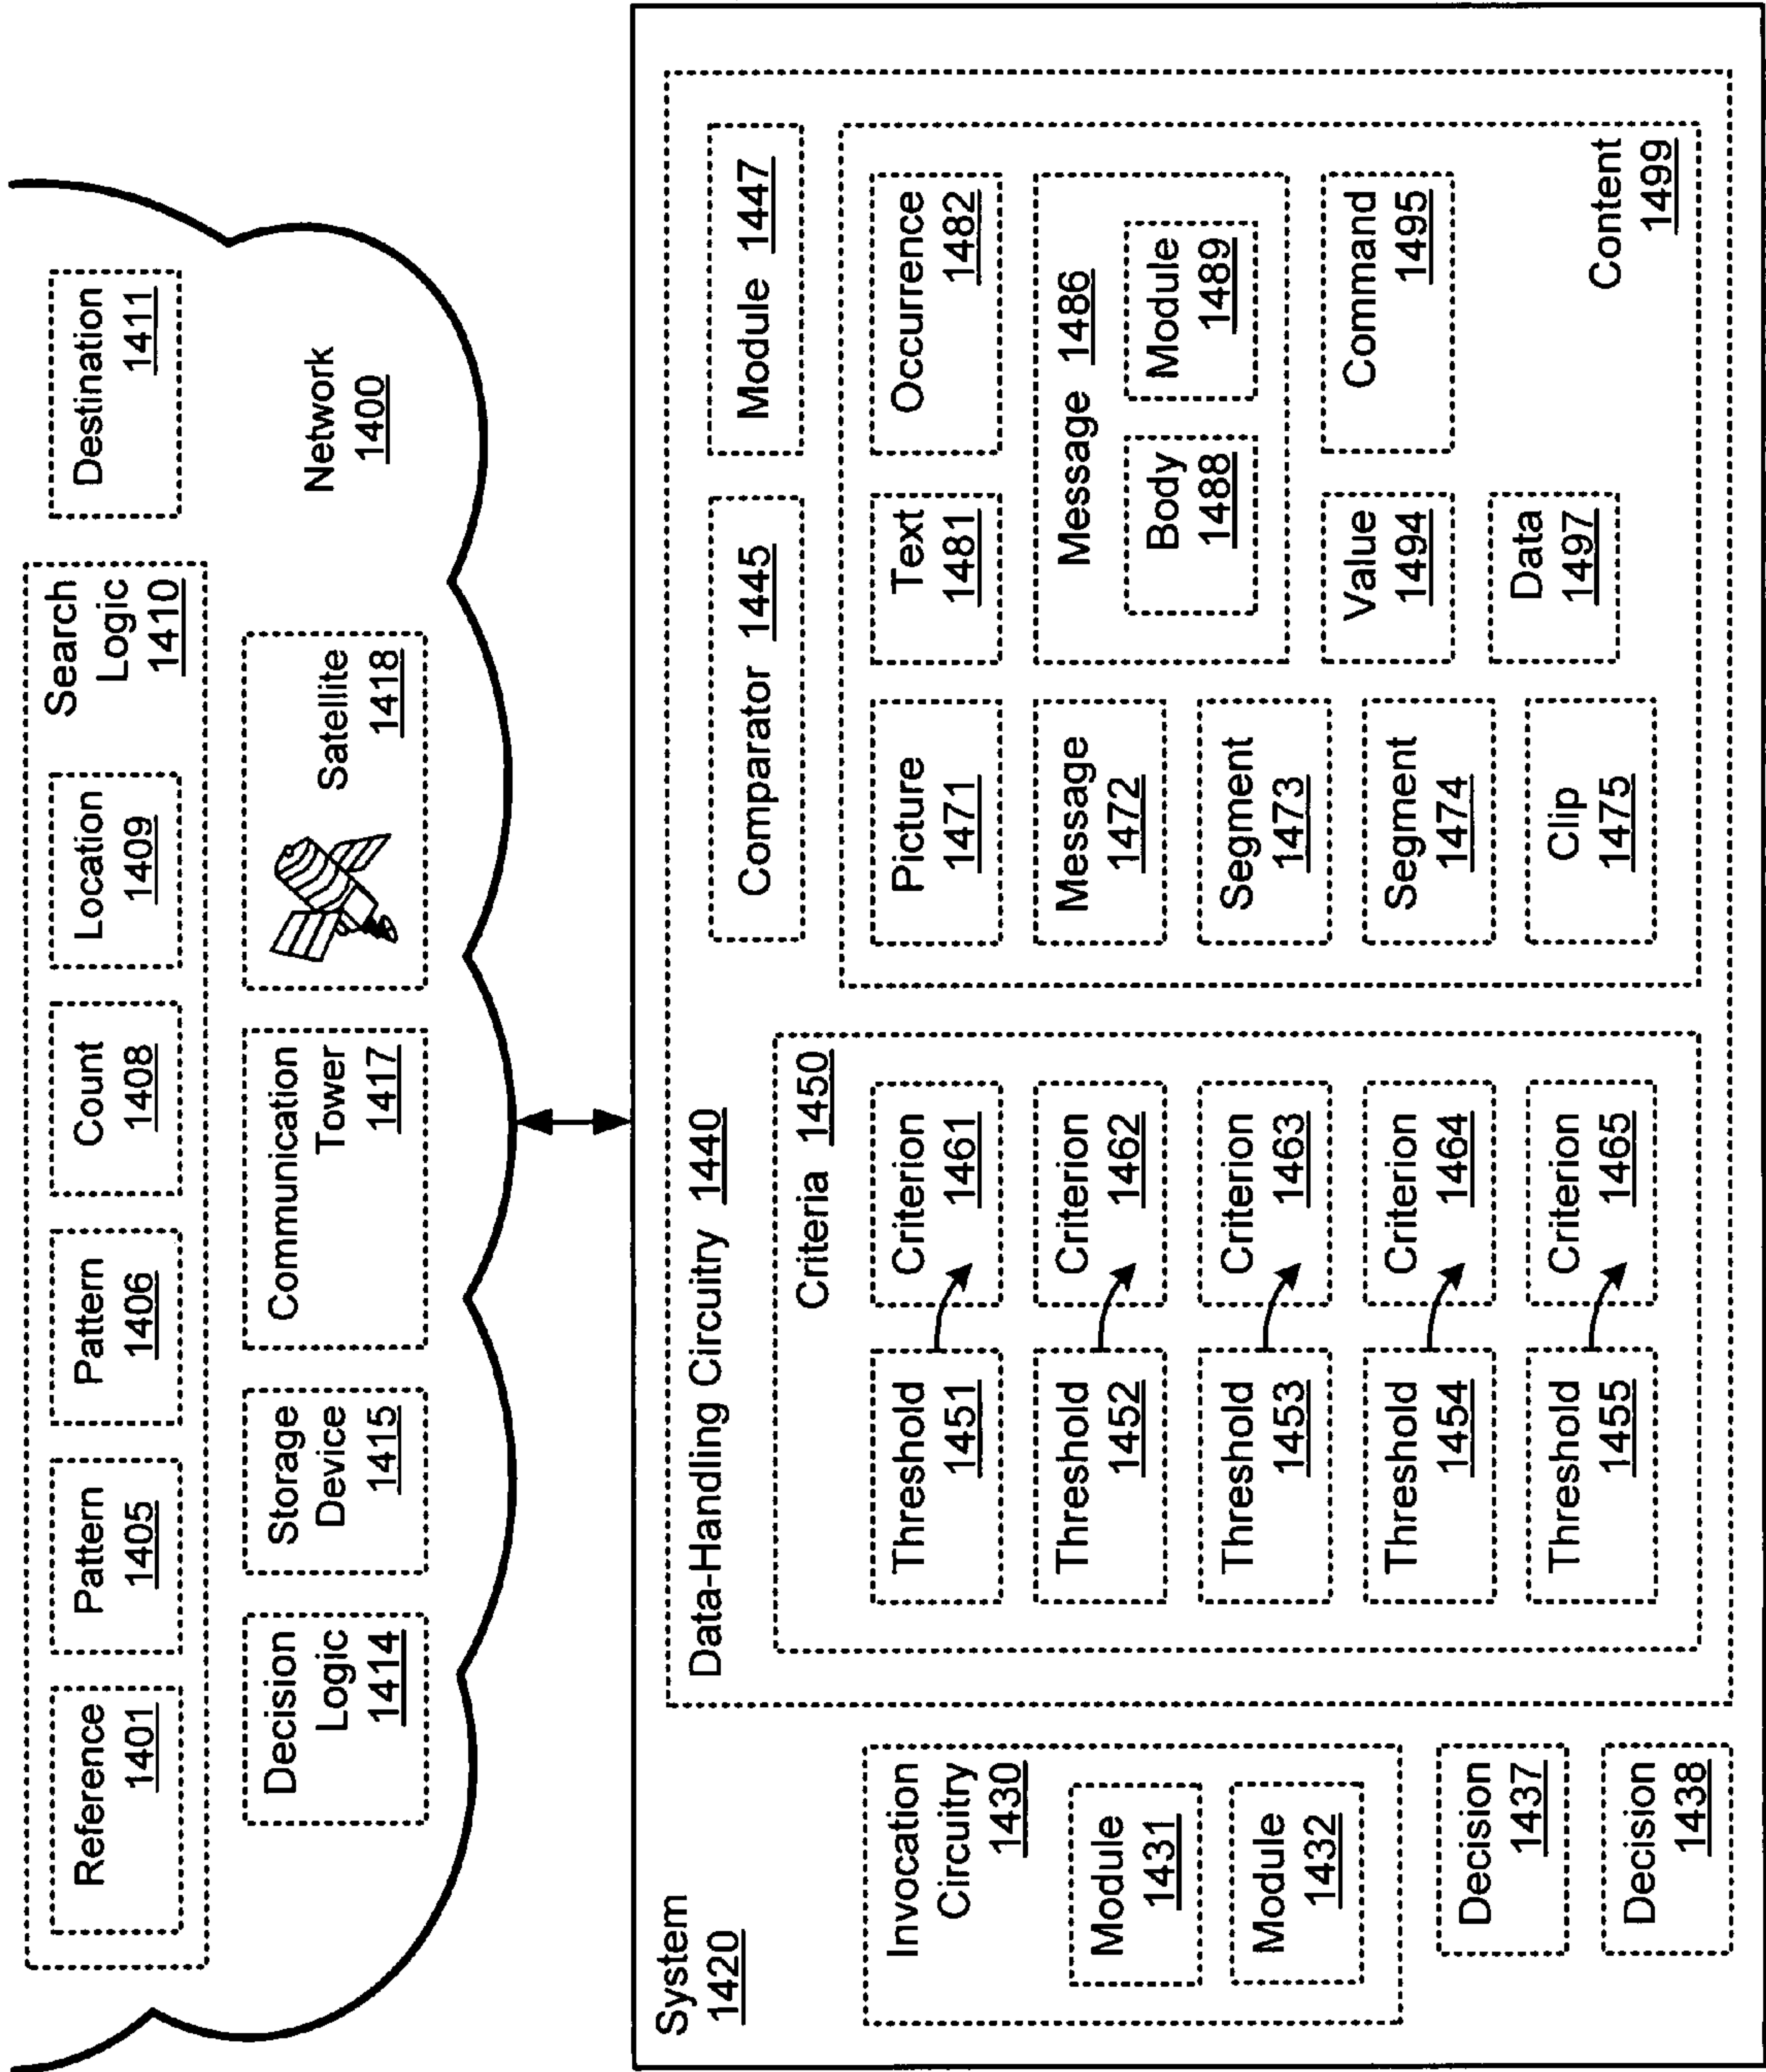 Reference
1401
Pattern
1405
Pattern
1406
Count
1408
Location
1409
Search
Logic
1410
Destination
1411
Decision
Logic
1414
Storage
Device
1415
Communication
Tower
1417
Satellite
1418
Network
1400
System
1420
Invocation
Circuitry
1430
Module
1431
Module
1432
Decision
1437
Decision
1438
Data-Handling Circuitry 1440
Criteria 1450
Threshold
1451
Criterion
1461
Threshold
1452
Criterion
1462
Threshold
1453
Criterion
1463
Threshold
1454
Criterion
1464
Threshold
1455
Criterion
1465
Comparator 1445
Module 1447
Picture
1471
Message
1472
Segment
1473
Segment
1474
Clip
1475
Text
1481
Occurrence
1482
Message 1486
Body
1488
Module
1489
Value
1494
Command
1495
Data
1497
Content
1499